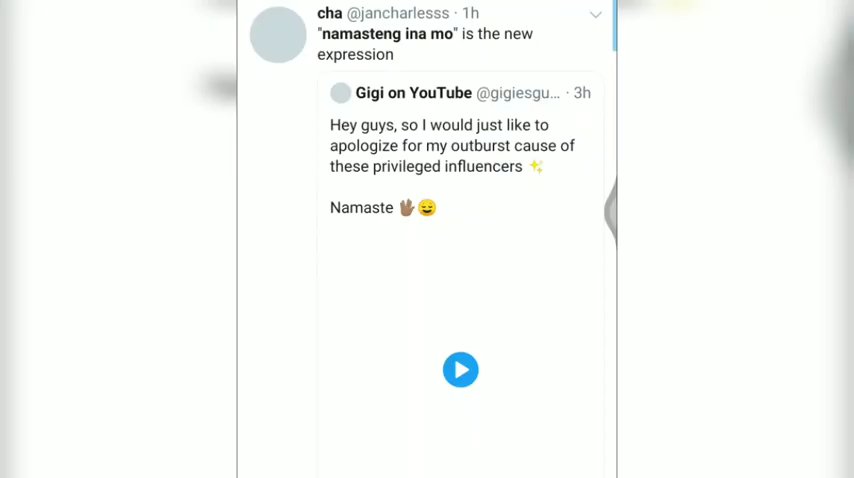 cha @jancharlesss · 1h
"namasteng ina mo" is the new
expression
Gigi on YouTube @gigiesgu... · 3h
Hey guys, so I would just like to
apologize for my outburst cause of
these privileged influencers ✨
Namaste 🖖🏽😌